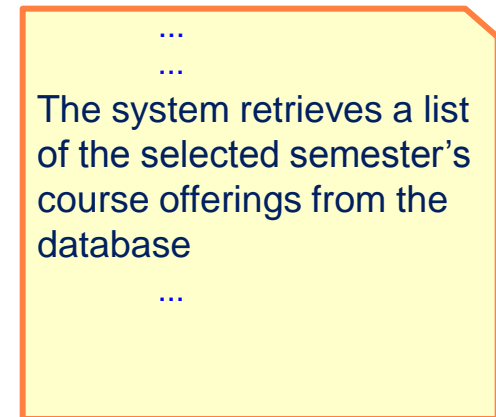 ...
...
The system retrieves a list
of the selected semester’s
course offerings from the
database
...